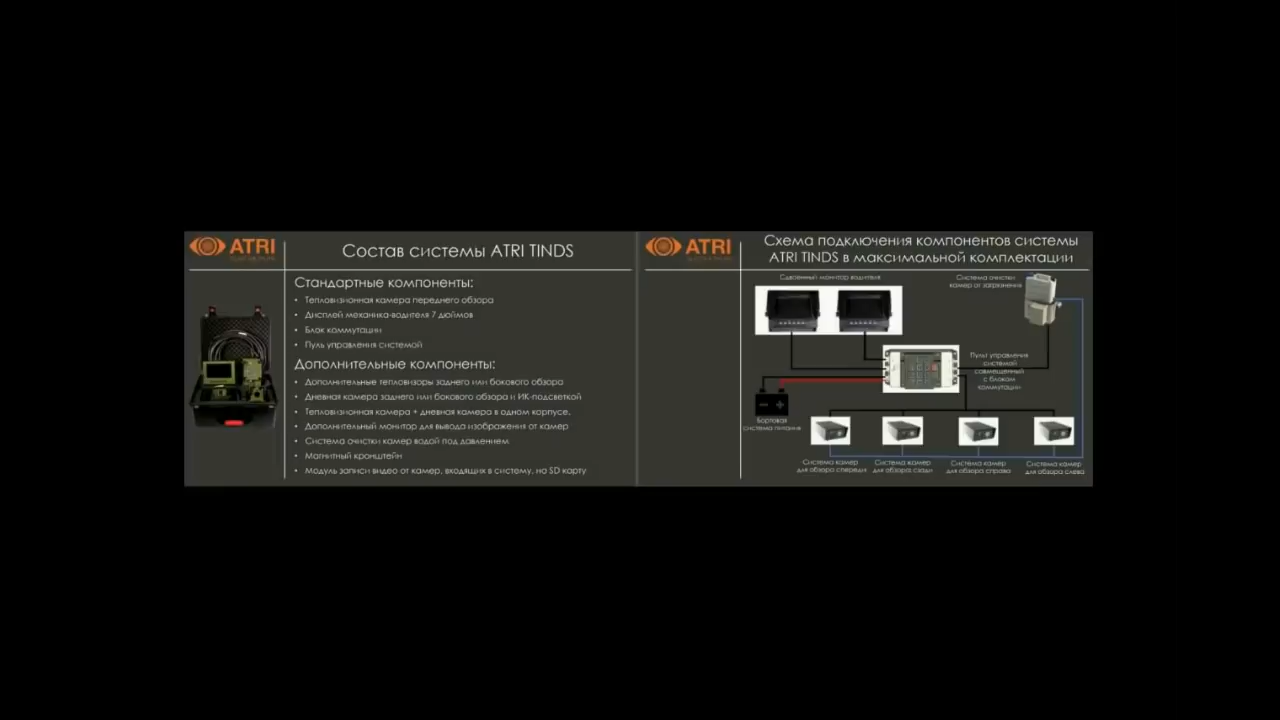 ATRI
Состав системы ATRI TINDS
Стандартные компоненты:
• Тепловизионная камера переднего обзора
• Дисплей механика-водителя 7 дюймов
• Блок коммутации
• Пуль управления системой
Дополнительные компоненты:
• Дополнительные тепловизоры заднего или бокового обзора
• Дневная камера заднего или бокового обзора и ИК-подсветкой
• Тепловизионная камера + дневная камера в одном корпусе.
• Дополнительный монитор для вывода изображения от камер
• Система очистки камер водой под давлением
• Магнитный кронштейн
• Модуль записи видео от камер, входящих в систему, на SD карту
ATRI
Схема подключения компонентов системы
ATRI TINDS в максимальной комплектации
Сдвоенный монитор водителя
Система очистки
камер от загрязнения
Пульт управления
системой
совмещенный
с блоком
коммутации
Бортовая
система питания
Система камер
для обзора спереди
Система камер
для обзора сзади
Система камер
для обзора справа
Система камер
для обзора слева